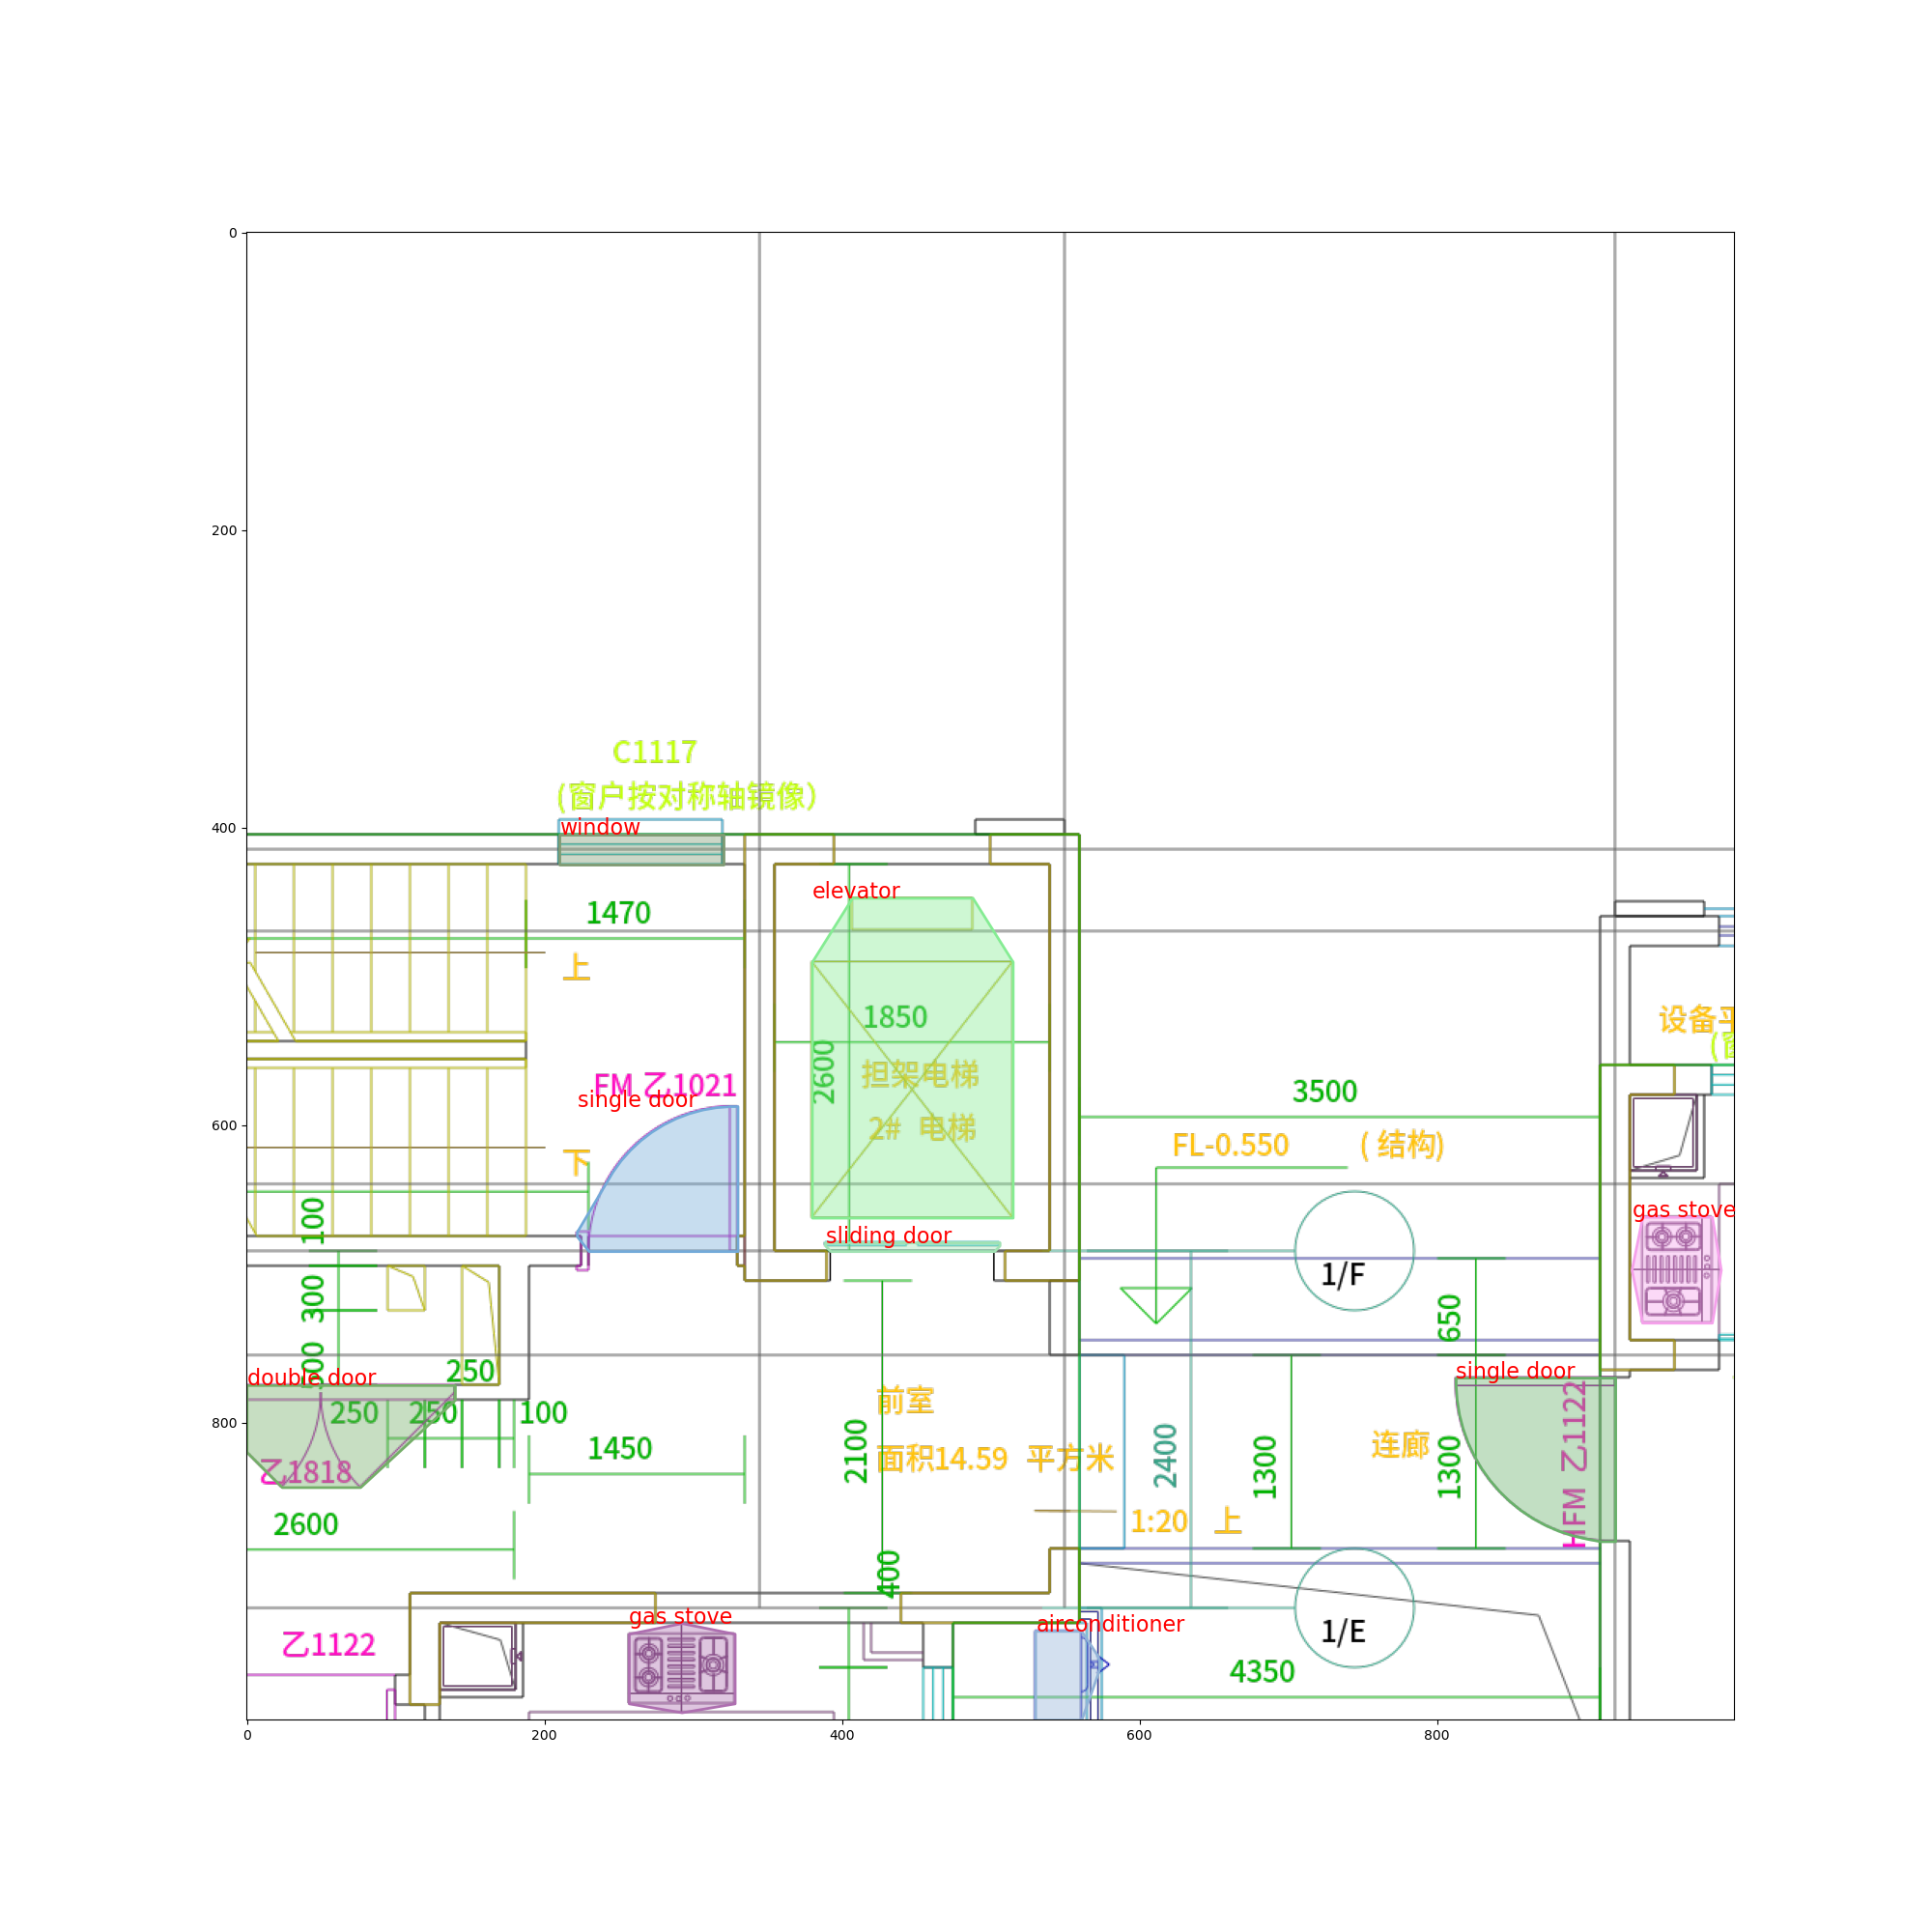 0
200
400
600
800
C1117
(窗户按对称轴镜像)
window
elevator
1470
上
1850
2600
担架电梯
2# 电梯
FM 乙1021
single door
下
3500
FL-0.550 ( 结构)
设备平
(窗
100
300
sliding door
gas stove
1/F
650
double door
250
250
250
100
single door
前室
面积14.59 平方米
2100
2400
1300
连廊
1300
HFM 乙1122
乙1818
1450
2600
1:20 上
400
gas stove
airconditioner
乙1122
1/E
4350
0
200
400
600
800